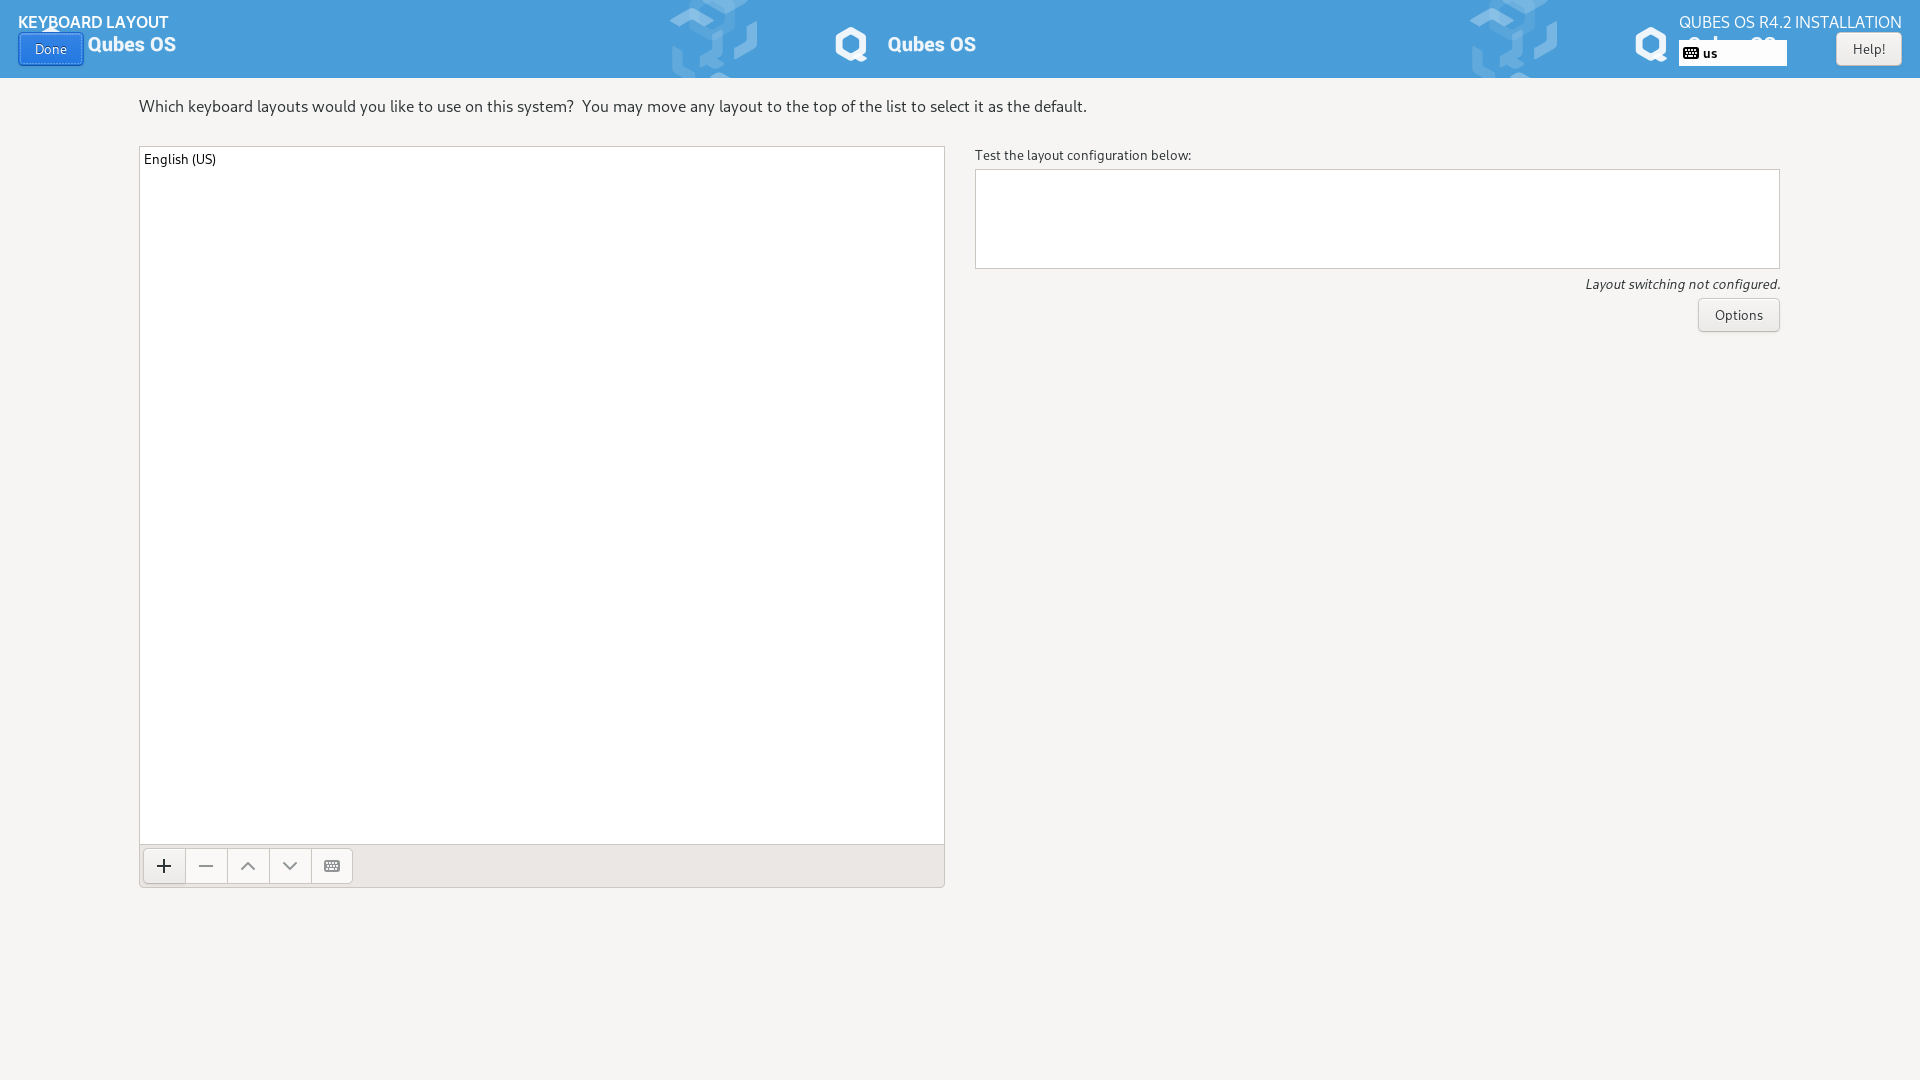 KEYBOARD LAYOUT
QUBES OS R4.2 INSTALLATION
Done
Qubes OS
Qubes OS
us
Help!
Which keyboard layouts would you like to use on this system? You may move any layout to the top of the list to select it as the default.
English (US)
Test the layout configuration below:
Layout switching not configured.
Options